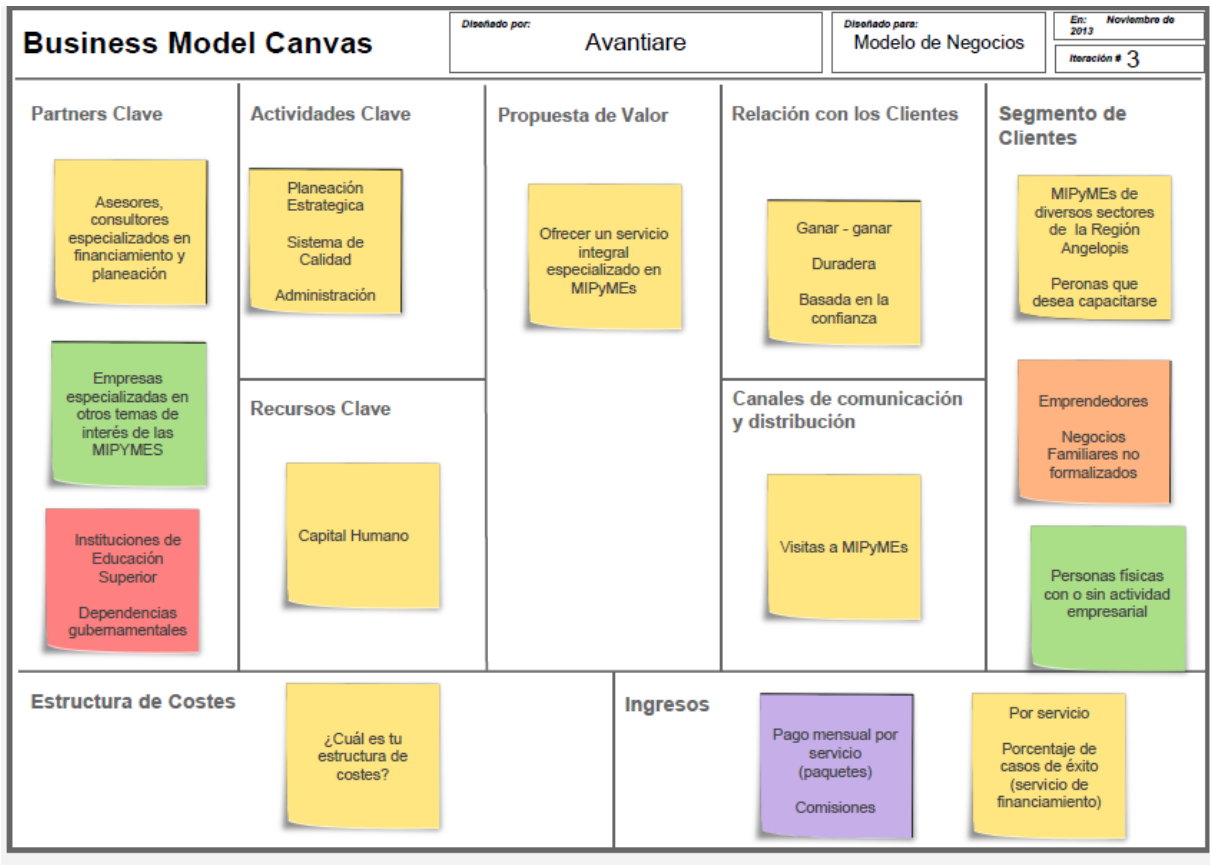 Business Model Canvas
Diseñado por:
Avantiare
Diseñado para:
Modelo de Negocios
En: Noviembre de
2013
Iteración # 3
Partners Clave
Asesores,
consultores
especializados en
financiamiento y
planeación
Empresas
especializadas en
otros temas de
interés de las
MIPYMES
Instituciones de
Educación
Superior
Dependencias
gubernamentales
Actividades Clave
Planeación
Estrategica
Sistema de
Calidad
Administración
Recursos Clave
Capital Humano
Propuesta de Valor
Ofrecer un servicio
integral
especializado en
MIPyMEs
Relación con los Clientes
Ganar - ganar
Duradera
Basada en la
confianza
Canales de comunicación
y distribución
Visitas a MIPyMEs
Segmento de
Clientes
MIPyMEs de
diversos sectores
de la Región
Angelopis
Peronas que
desea capacitarse
Emprendedores
Negocios
Familiares no
formalizados
Personas físicas
con o sin actividad
empresarial
Estructura de Costes
¿Cuál es tu
estructura de
costes?
Ingresos
Pago mensual por
servicio
(paquetes)
Comisiones
Por servicio
Porcentaje de
casos de éxito
(servicio de
financiamiento)